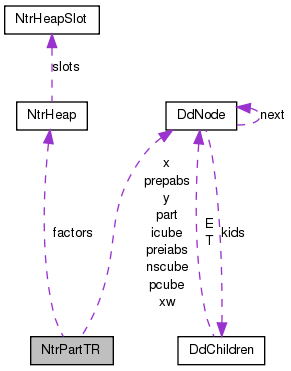 NtrHeapSlot
slots
NtrHeap
DdNode
next
x
prepabs
y
part
icube
preiabs
nscube
pcube
xw
factors
E
T
kids
NtrPartTR
DdChildren